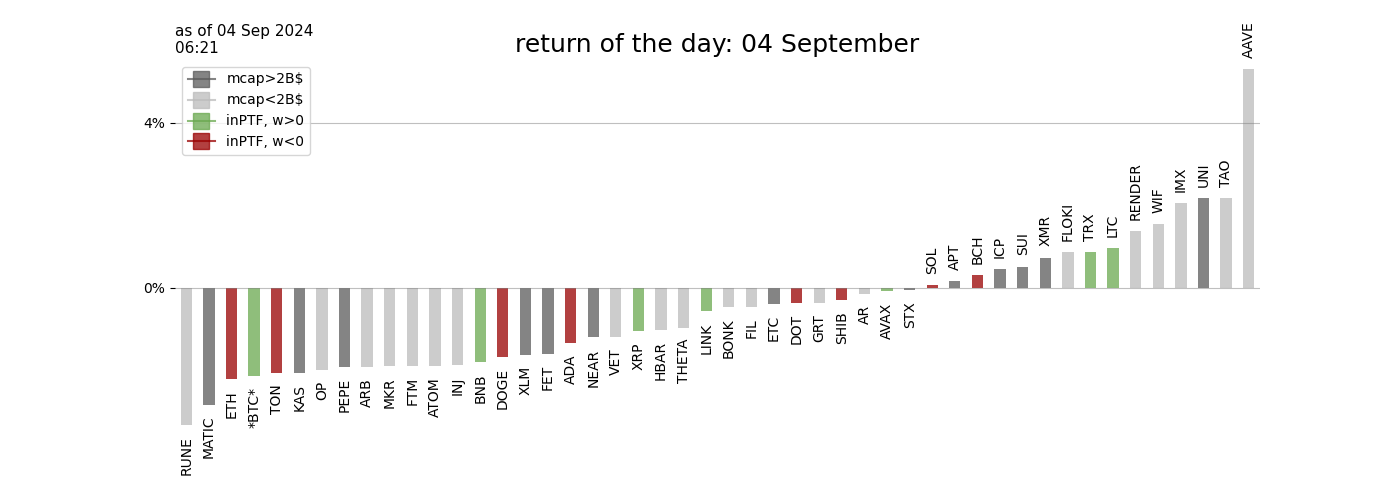 as of 04 Sep 2024
06:21
return of the day: 04 September
mcap>2B$
mcap<2B$
inPTF, w>0
inPTF, w<0
4%
0%
RUNE
MATIC
ETH
*BTC*
TON
KAS
OP
PEPE
ARB
MKR
FTM
ATOM
INJ
BNB
DOGE
XLM
FET
ADA
NEAR
VET
XRP
HBAR
THETA
LINK
BONK
FIL
ETC
DOT
GRT
SHIB
AR
AVAX
STX
SOL
APT
BCH
ICP
SUI
XMR
FLOKI
TRX
LTC
RENDER
WIF
IMX
UNI
TAO
AAVE